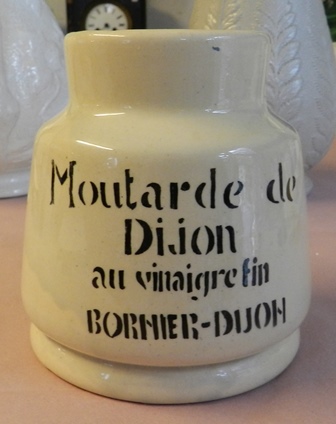 Moutarde de
Dijon
au vinaigre fin
BORNIER-DIJON